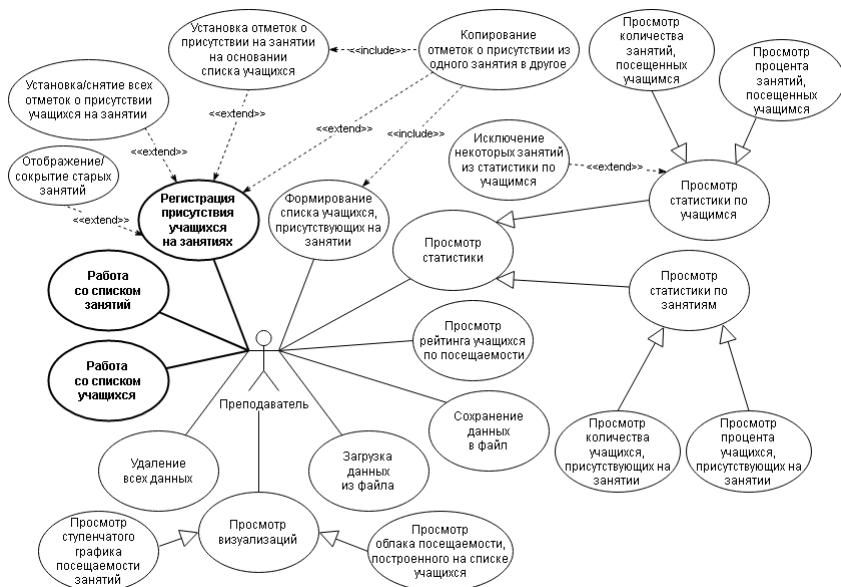 Установка отметок о
присутствии на занятии
на основании
списка учащихся
<<include>>
Копирование
отметок о присутствии из
одного занятия в другое
Просмотр
количества
занятий,
посещенных
учащимся
Просмотр
процента
занятий,
посещенных
учащимся
Установка/снятие всех
отметок о присутствии
учащихся на занятии
<<extend>>
<<extend>>
<<include>>
<<extend>>
Исключение
некоторых занятий
из статистики по
учащимся
<<extend>>
Отображение/
сокрытие старых
занятий
<<extend>>
Регистрация
присутствия
учащихся
на занятиях
Формирование
списка учащихся,
присутствующих на
занятии
Просмотр
статистики по
учащимся
Просмотр
статистики
Просмотр
статистики по
занятиям
Работа
со списком
занятий
Просмотр
рейтинга учащихся
по посещаемости
Работа
со списком
учащихся
Преподаватель
Сохранение
данных
в файл
Просмотр
количества
учащихся,
присутствующих на
занятии
Просмотр
процента
учащихся,
присутствующих на
занятии
Удаление
всех данных
Загрузка
данных
из файла
Просмотр
ступенчатого
графика
посещаемости
занятий
Просмотр
визуализаций
Просмотр
облака посещаемости,
построенного на списке
учащихся